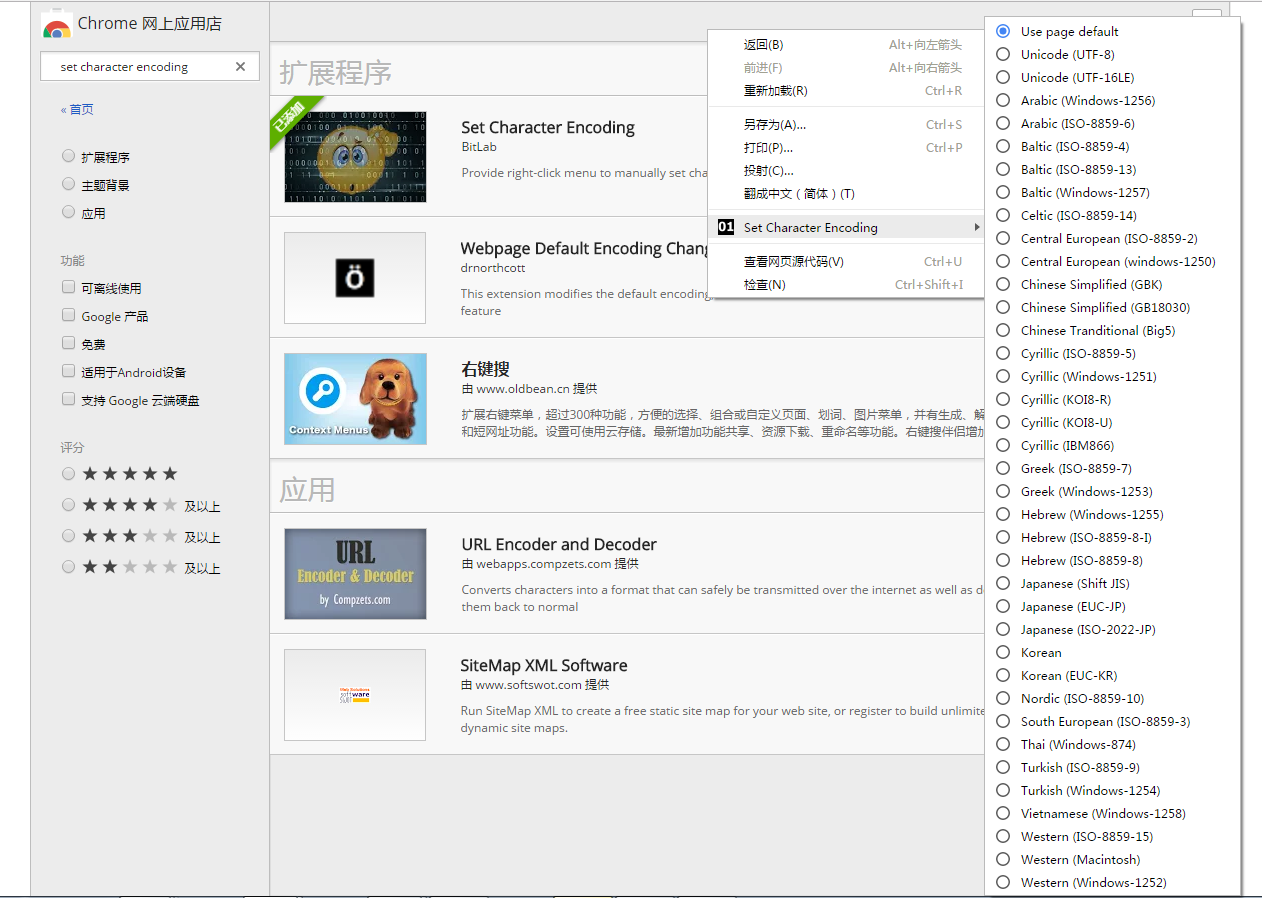 Chrome 网上应用店
set character encoding
« 首页
扩展程序
主题背景
应用
功能
可离线使用
Google 产品
免费
适用于Android设备
支持 Google 云端硬盘
评分
及以上
及以上
及以上
扩展程序
已添加
Set Character Encoding
BitLab
Provide right-click menu to manually set cha
Ö
Webpage Default Encoding Chang
drnorthcott
This extension modifies the default encoding
feature
Context Menus
右键搜
由 www.oldbean.cn 提供
扩展右键菜单，超过300种功能，方便的选择、组合或自定义页面、划词、图片菜单，并有生成、解
和短网址功能。设置可使用云存储。最新增加功能共享、资源下载、重命名等功能。右键搜伴侣增加
应用
URL
Encoder & Decoder
by Compzets.com
URL Encoder and Decoder
由 webapps.compzets.com 提供
Converts characters into a format that can safely be transmitted over the internet as well as d
them back to normal
SiteMap XML Software
由 www.softswot.com 提供
Run SiteMap XML to create a free static site map for your web site, or register to build unlimite
dynamic site maps.
返回(B) Alt+向左箭头
前进(F) Alt+向右箭头
重新加载(R) Ctrl+R
另存为(A)... Ctrl+S
打印(P)... Ctrl+P
投射(C)...
翻成中文（简体）(T)
01 Set Character Encoding
查看网页源代码(V) Ctrl+U
检查(N) Ctrl+Shift+I
Use page default
Unicode (UTF-8)
Unicode (UTF-16LE)
Arabic (Windows-1256)
Arabic (ISO-8859-6)
Baltic (ISO-8859-4)
Baltic (ISO-8859-13)
Baltic (Windows-1257)
Celtic (ISO-8859-14)
Central European (ISO-8859-2)
Central European (windows-1250)
Chinese Simplified (GBK)
Chinese Simplified (GB18030)
Chinese Tranditional (Big5)
Cyrillic (ISO-8859-5)
Cyrillic (Windows-1251)
Cyrillic (KOI8-R)
Cyrillic (KOI8-U)
Cyrillic (IBM866)
Greek (ISO-8859-7)
Greek (Windows-1253)
Hebrew (Windows-1255)
Hebrew (ISO-8859-8-I)
Hebrew (ISO-8859-8)
Japanese (Shift JIS)
Japanese (EUC-JP)
Japanese (ISO-2022-JP)
Korean
Korean (EUC-KR)
Nordic (ISO-8859-10)
South European (ISO-8859-3)
Thai (Windows-874)
Turkish (ISO-8859-9)
Turkish (Windows-1254)
Vietnamese (Windows-1258)
Western (ISO-8859-15)
Western (Macintosh)
Western (Windows-1252)